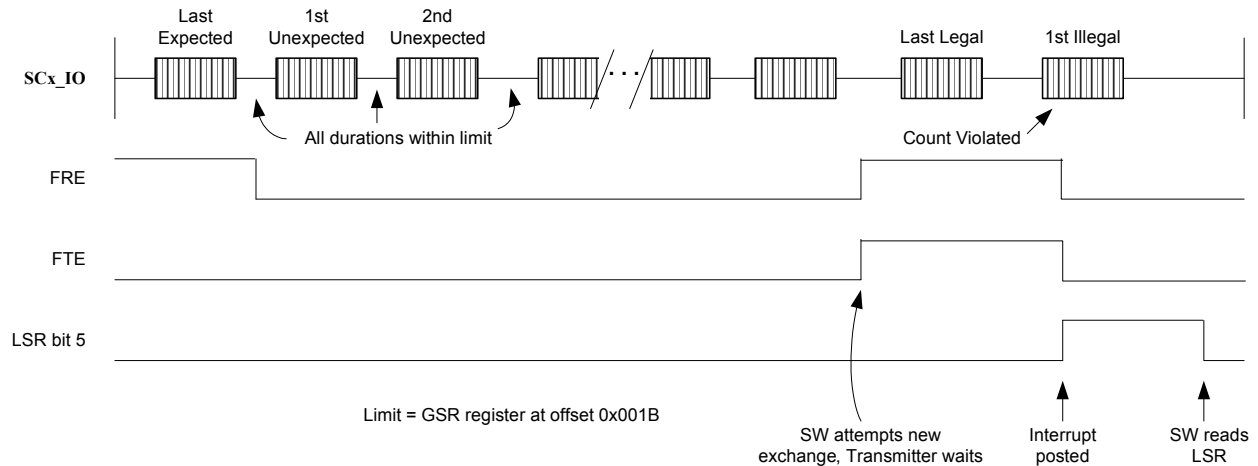 Last
Expected
1st
Unexpected
2nd
Unexpected
Last Legal
1st Illegal
SCx_IO
. . .
All durations within limit
Count Violated
FRE
FTE
LSR bit 5
Limit = GSR register at offset 0x001B
SW attempts new
exchange, Transmitter waits
Interrupt
posted
SW reads
LSR